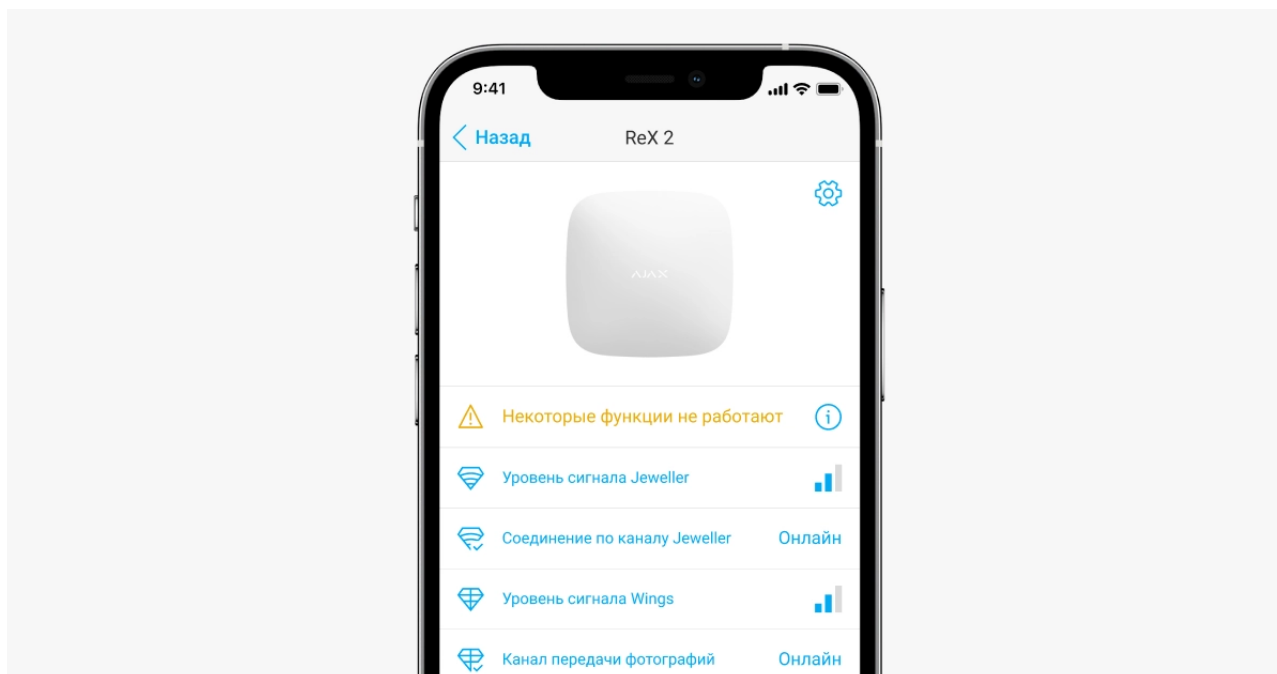 9:41
Назад
ReX 2
AJAX
Некоторые функции не работают
Уровень сигнала Jeweller
Соединение по каналу Jeweller Онлайн
Уровень сигнала Wings
Канал передачи фотографий Онлайн